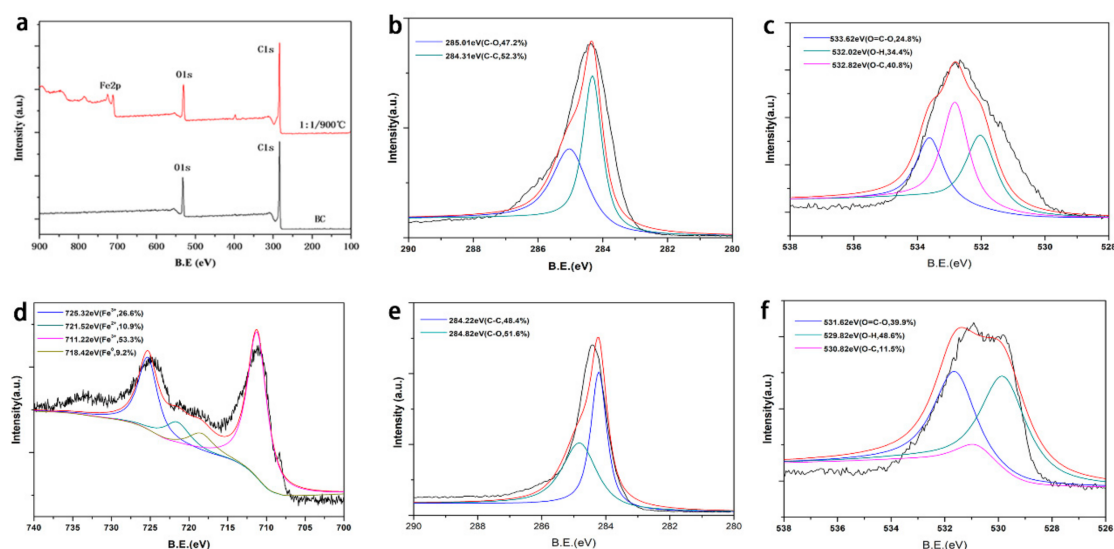 a
Intensity (a.u.)
Fe2p
O1s
C1s
1:1/900℃
O1s
C1s
BC
900 800 700 600 500 400 300 200 100
B.E (eV)
b
Intensity (a.u.)
285.01eV(C-O,47.2%)
284.31eV(C-C,52.3%)
290 288 286 284 282 280
B.E.(eV)
c
Intensity(a.u.)
533.62eV(O=C-O,24.8%)
532.02eV(O-H,34.4%)
532.82eV(O-C,40.8%)
538 536 534 532 530 528
B.E.(eV)
d
Intensity(a.u.)
725.32eV(Fe³⁺,26.6%)
721.52eV(Fe²⁺,10.9%)
711.22eV(Fe³⁺,53.3%)
718.42eV(Fe⁰,9.2%)
740 730 720 710 700
B.E.(eV)
e
Intensity(a.u.)
284.22eV(C-C,48.4%)
284.82eV(C-O,51.6%)
290 288 286 284 282 280
B.E.(eV)
f
Intensity(a.u.)
531.62eV(O=C-O,39.9%)
529.82eV(O-H,48.6%)
530.82eV(O-C,11.5%)
538 536 534 532 530 528 526
B.E.(eV)